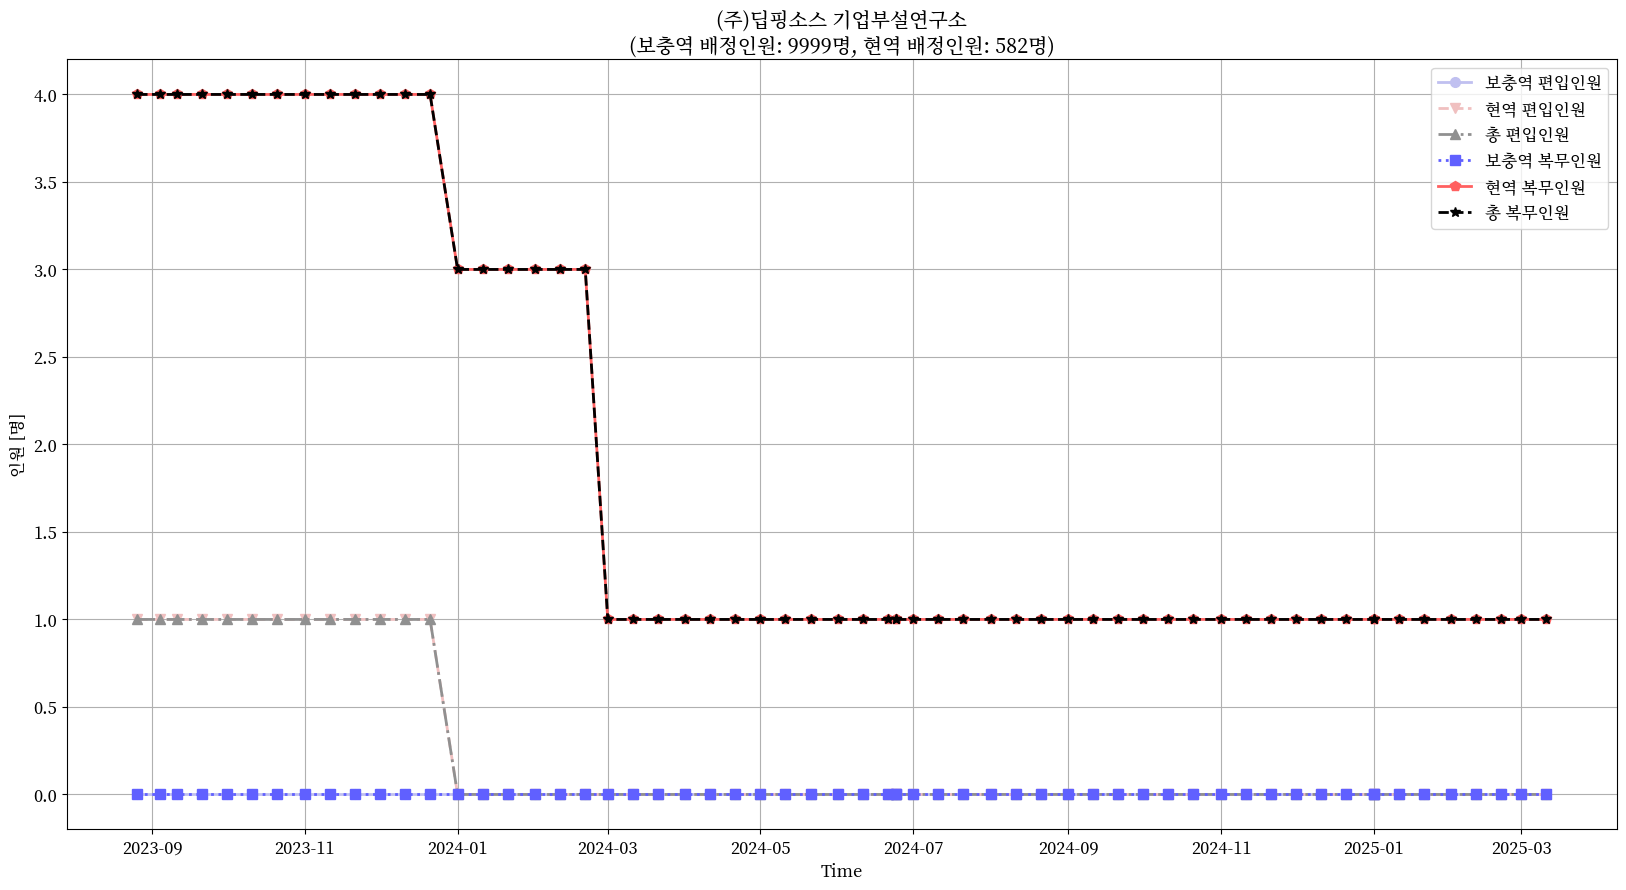 (주)딥핑소스 기업부설연구소
(보충역 배정인원: 9999명, 현역 배정인원: 582명)
보충역 편입인원
현역 편입인원
총 편입인원
보충역 복무인원
현역 복무인원
총 복무인원
4.0
3.5
3.0
2.5
2.0
1.5
1.0
0.5
0.0
인원 [명]
2023-09 2023-11 2024-01 2024-03 2024-05 2024-07 2024-09 2024-11 2025-01 2025-03
Time